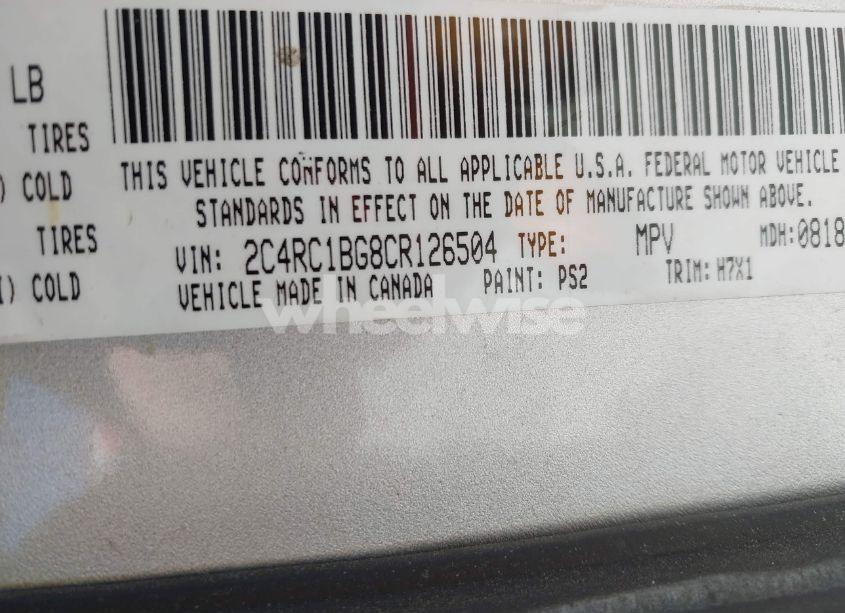 LB
TIRES
) COLD
TIRES
I) COLD
THIS VEHICLE CONFORMS TO ALL APPLICABLE U.S.A. FEDERAL MOTOR VEHICLE
STANDARDS IN EFFECT ON THE DATE OF MANUFACTURE SHOWN ABOVE.
VIN: 2C4RC1BG8CR126504 TYPE: MPV MDH:0818
VEHICLE MADE IN CANADA PAINT: PS2 TRIM: H7X1
wheelwise